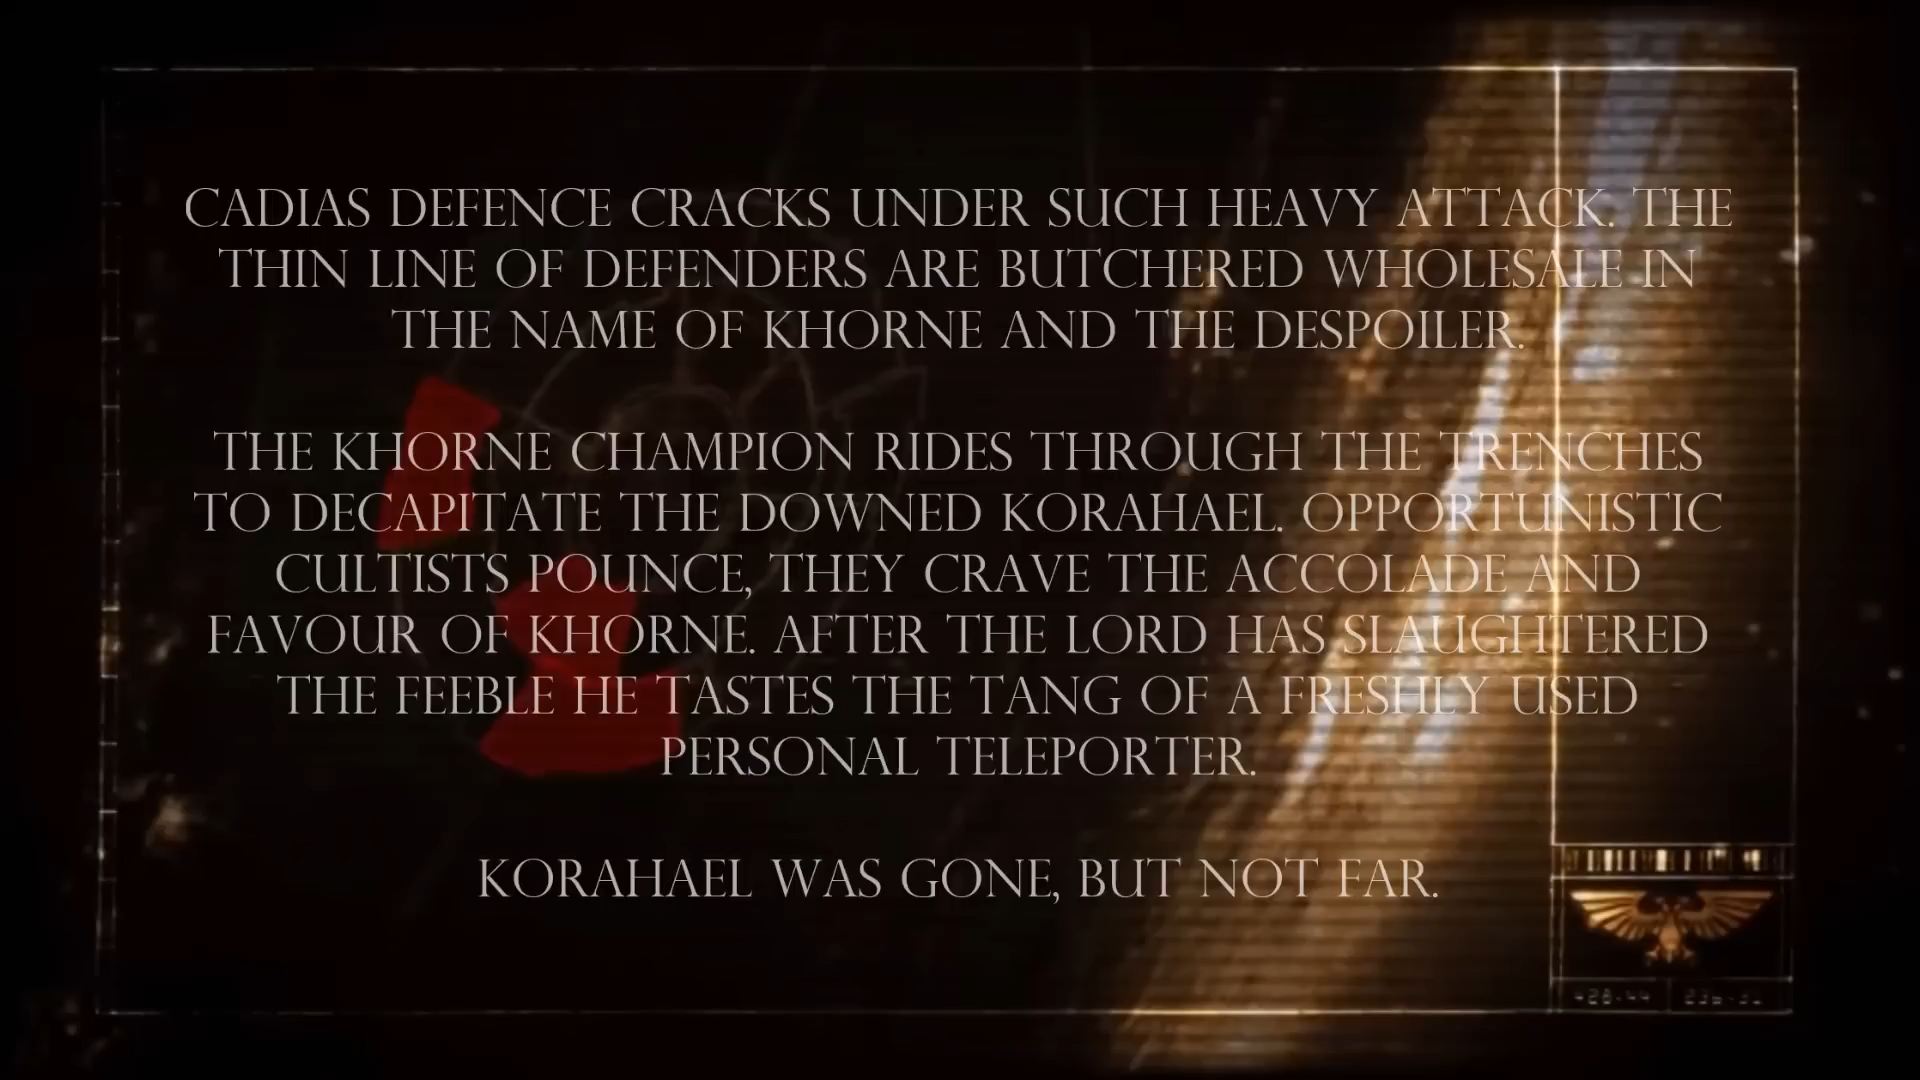 CADIAS DEFENCE CRACKS UNDER SUCH HEAVY ATTACK. THE
THIN LINE OF DEFENDERS ARE BUTCHERED WHOLESALE IN
THE NAME OF KHORNE AND THE DESPOILER.
THE KHORNE CHAMPION RIDES THROUGH THE TRENCHES
TO DECAPITATE THE DOWNED KORAHAEL. OPPORTUNISTIC
CULTISTS POUNCE, THEY CRAVE THE ACCOLADE AND
FAVOUR OF KHORNE. AFTER THE LORD HAS SLAUGHTERED
THE FEEBLE HE TASTES THE TANG OF A FRESHLY USED
PERSONAL TELEPORTER.
KORAHAEL WAS GONE, BUT NOT FAR.